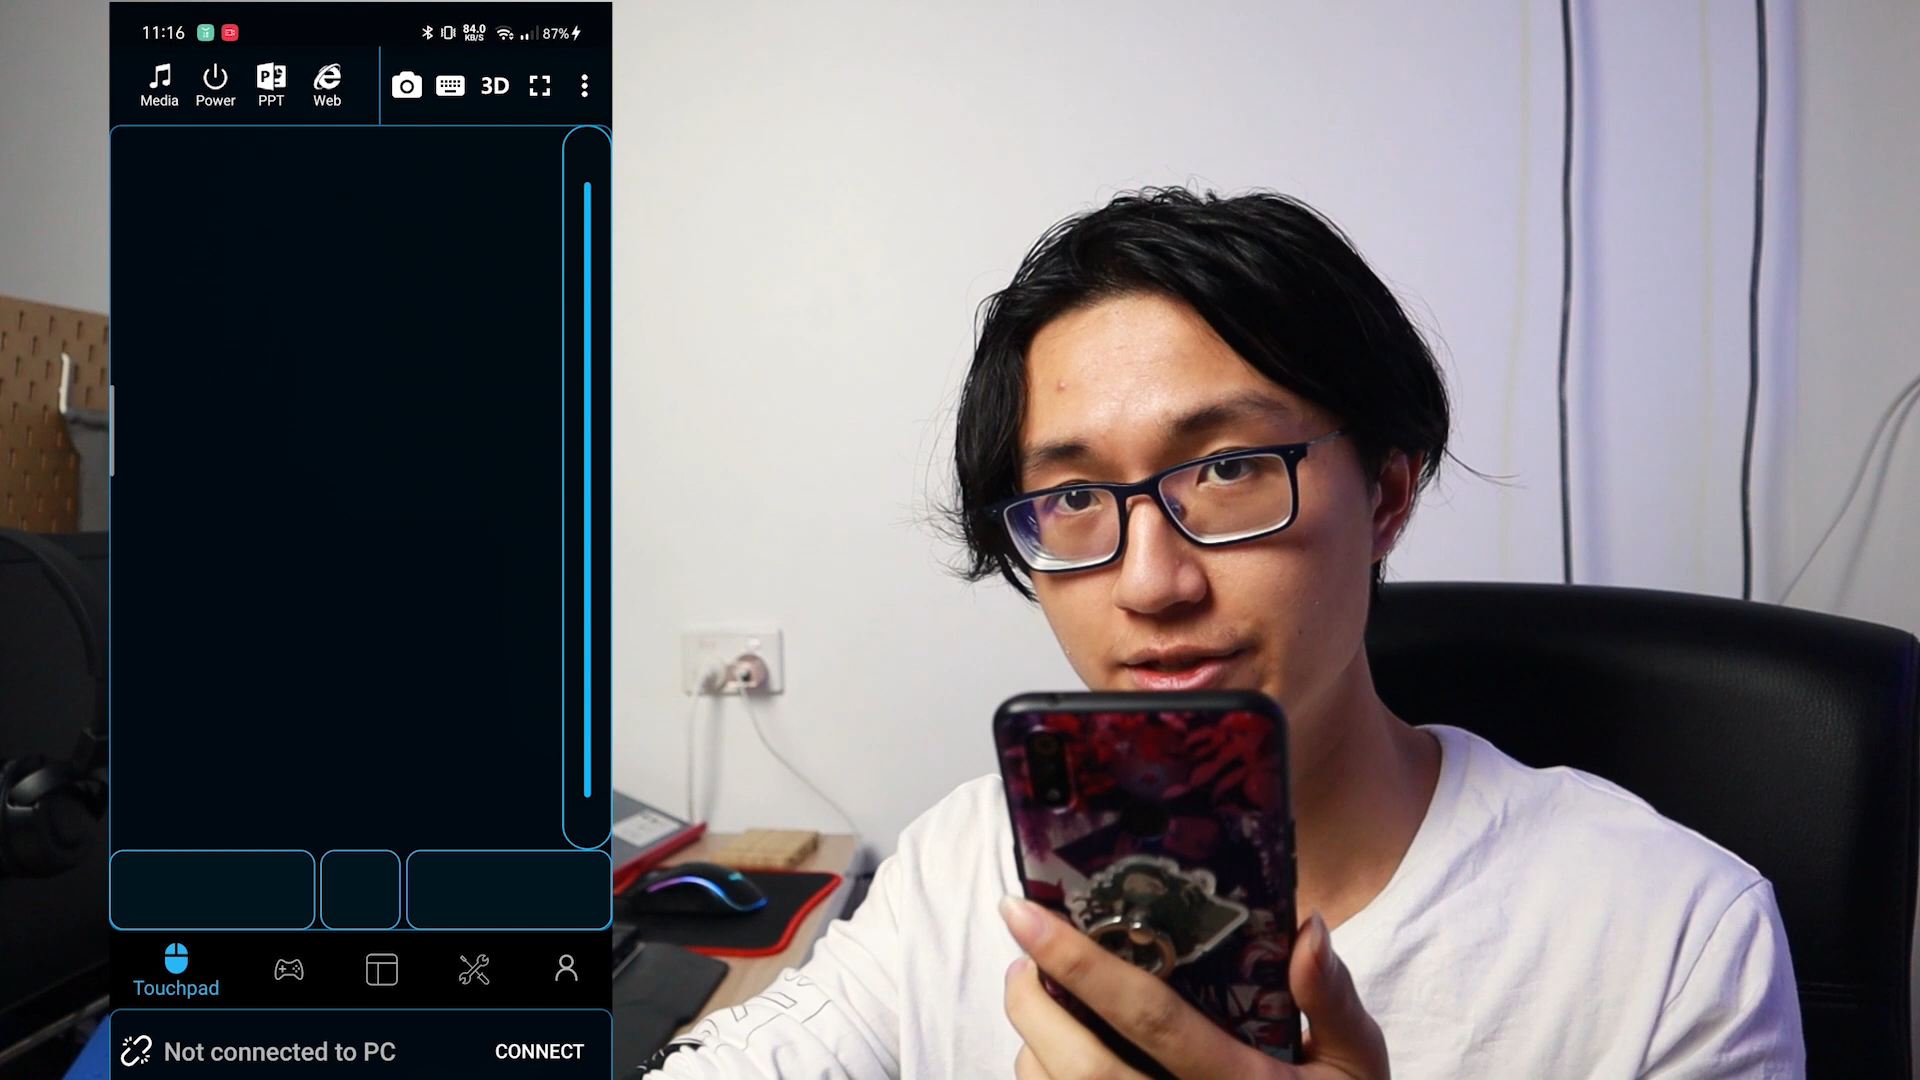 11:16
84.0
KB/S
87%
Media
Power
PPT
Web
3D
Touchpad
Not connected to PC
CONNECT